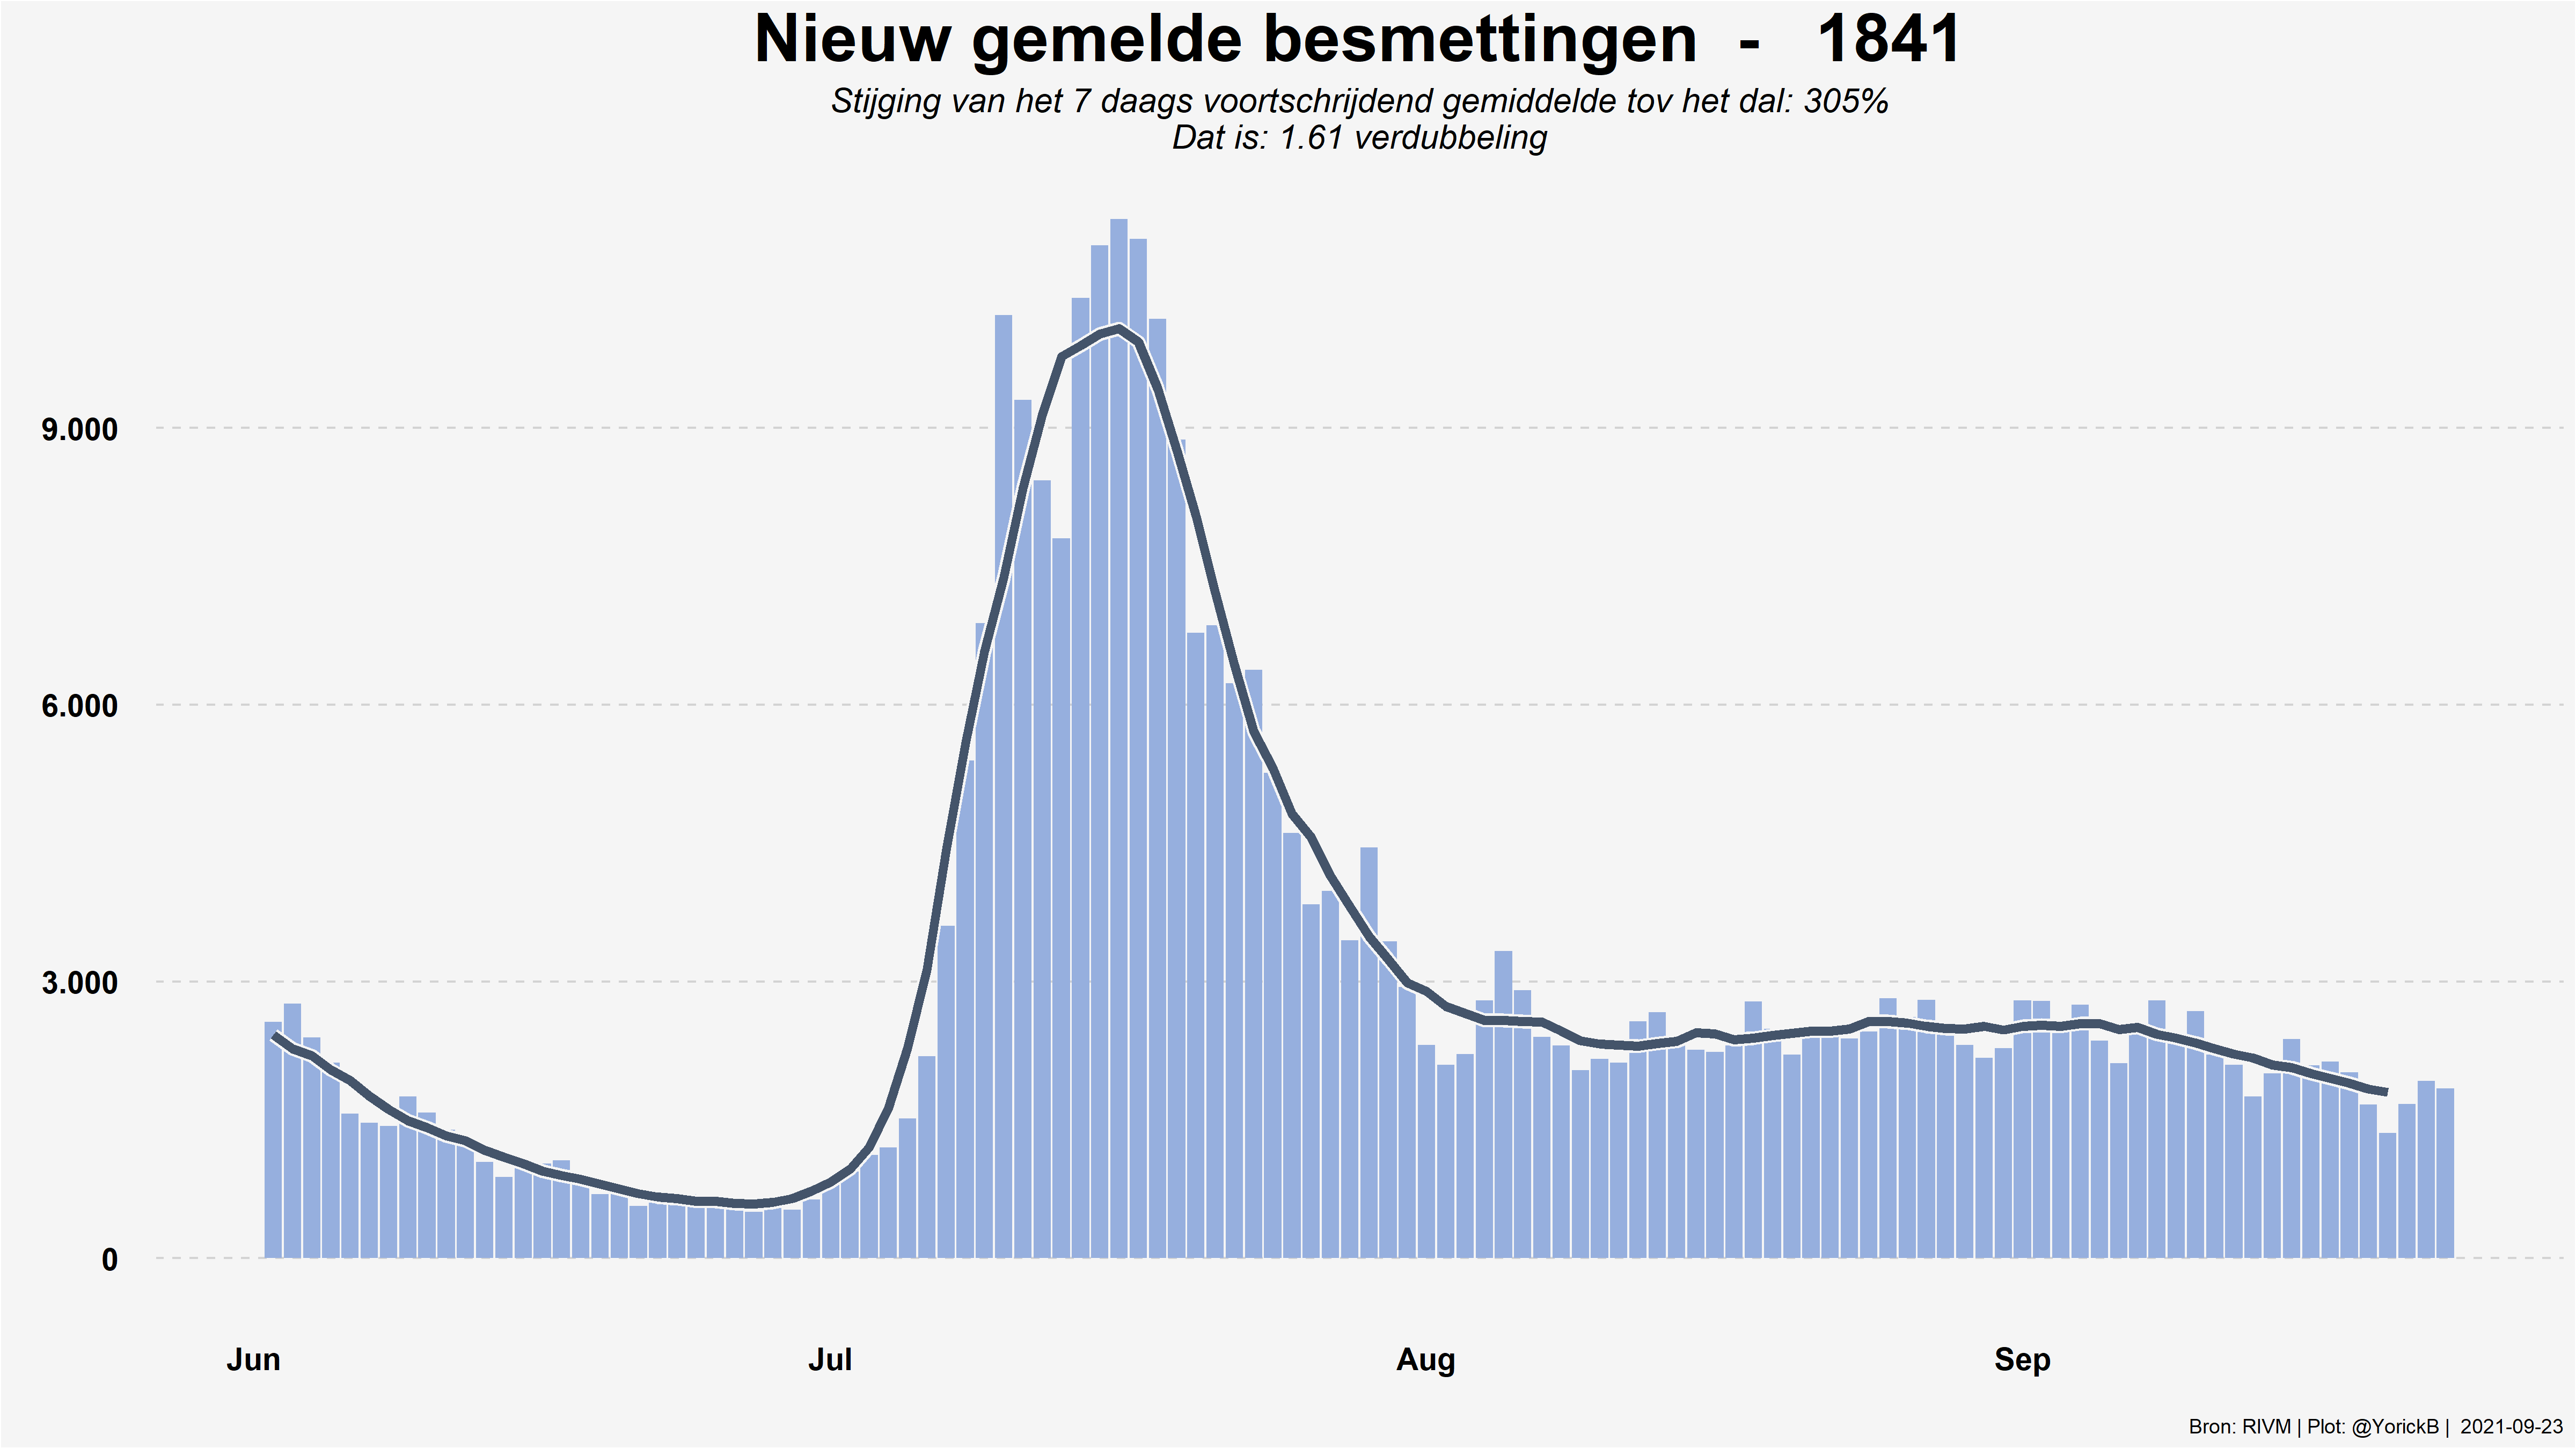 Nieuw gemelde besmettingen - 1841
Stijging van het 7 daags voortschrijdend gemiddelde tov het dal: 305%
Dat is: 1.61 verdubbeling
9.000
6.000
3.000
0
Jun Jul Aug Sep
Bron: RIVM | Plot: @YorickB | 2021-09-23